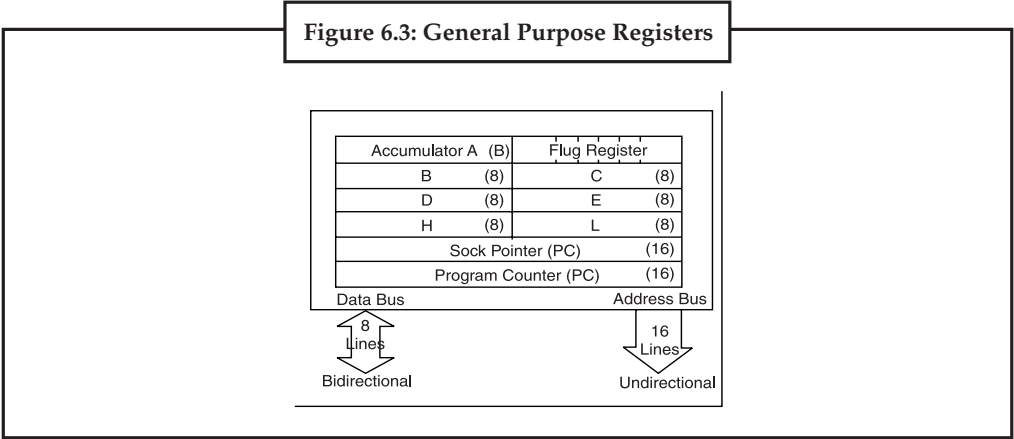 Figure 6.3: General Purpose Registers
Accumulator A (B) Flug Register
B (8) C (8)
D (8) E (8)
H (8) L (8)
Sock Pointer (PC) (16)
Program Counter (PC) (16)
Data Bus Address Bus
8 16
Lines Lines
Bidirectional Undirectional